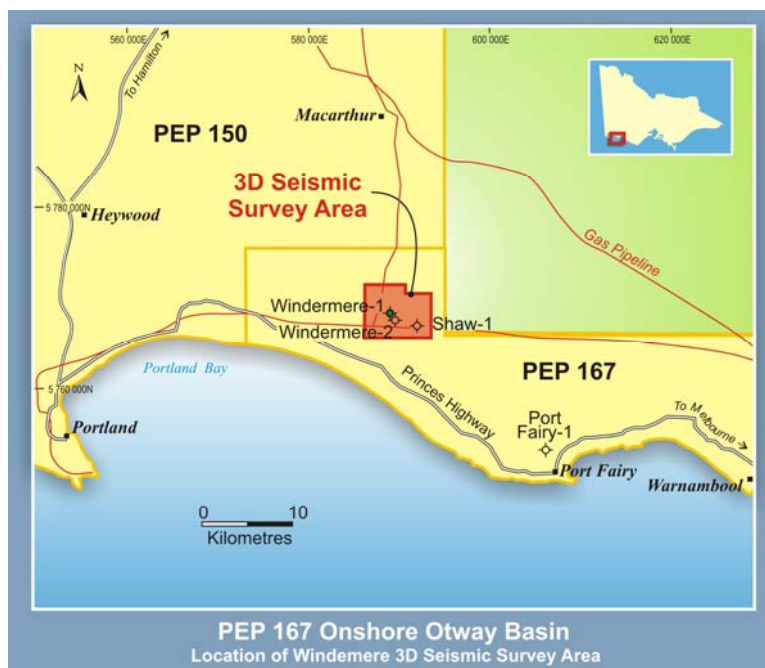 560 000E
580 000E
600 000E
620 000E
To Hamilton
N
Macarthur
PEP 150
3D Seismic
Survey Area
5 780 000N
Heywood
Gas Pipeline
Windermere-1
Windermere-2
Shaw-1
Portland Bay
PEP 167
5 760 000N
Princes Highway
Port
Fairy-1
To Melbourne
Portland
Port Fairy
Warnambool
0 10
Kilometres
PEP 167 Onshore Otway Basin
Location of Windemere 3D Seismic Survey Area